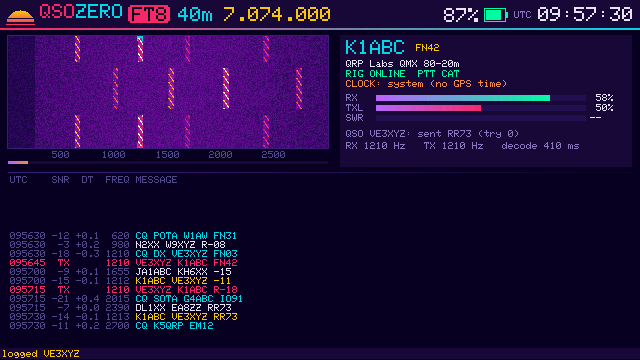 QSOZERO FT8 40m 7.074.000 87% UTC 09:57:30
K1ABC FN42
QRP Labs QMX 80-20m
RIG ONLINE PTT CAT
CLOCK: system (no GPS time)
RX 58%
TXL 50%
SWR --
QSO VE3XYZ: sent RR73 (try 0)
RX 1210 Hz TX 1210 Hz decode 410 ms
500 1000 1500 2000 2500
UTC SNR DT FREQ MESSAGE
095630 -12 +0.1 620 CQ POTA W1AW FN31
095630 -3 +0.2 980 N2XX W9XYZ R-08
095630 -18 -0.3 1210 CQ DX VE3XYZ FN03
095645 TX 1210 VE3XYZ K1ABC FN42
095700 -9 +0.1 1655 JA1ABC KH6XX -15
095700 -15 -0.1 1212 K1ABC VE3XYZ -11
095715 TX 1210 VE3XYZ K1ABC R-18
095715 -21 +0.4 2015 CQ SOTA G4ABC IO91
095715 -7 +0.0 2390 DL1XX EA8ZZ RR73
095730 -14 -0.1 1213 K1ABC VE3XYZ RR73
095730 -11 +0.2 2700 CQ K5QRP EM12
logged VE3XYZ